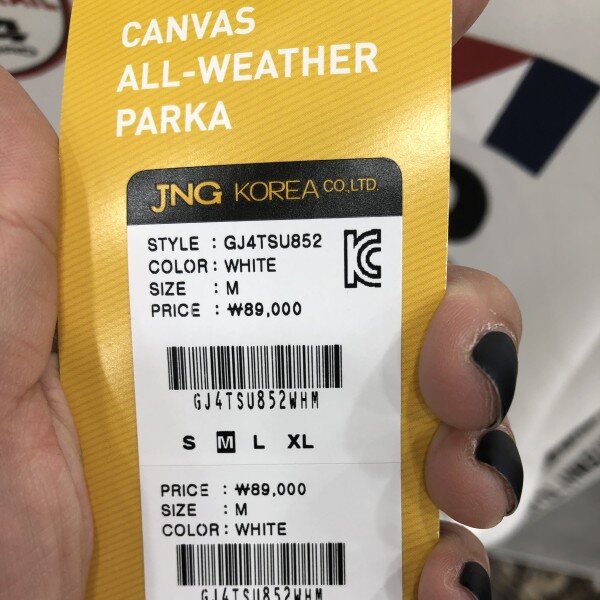 CANVAS
ALL-WEATHER
PARKA
JNG KOREA CO.,LTD.
STYLE : GJ4TSU852
COLOR : WHITE
SIZE : M
PRICE : ₩89,000
GJ4TSU852WHM
S M L XL
PRICE : ₩89,000
SIZE : M
COLOR : WHITE
GJ4TSU852WHM